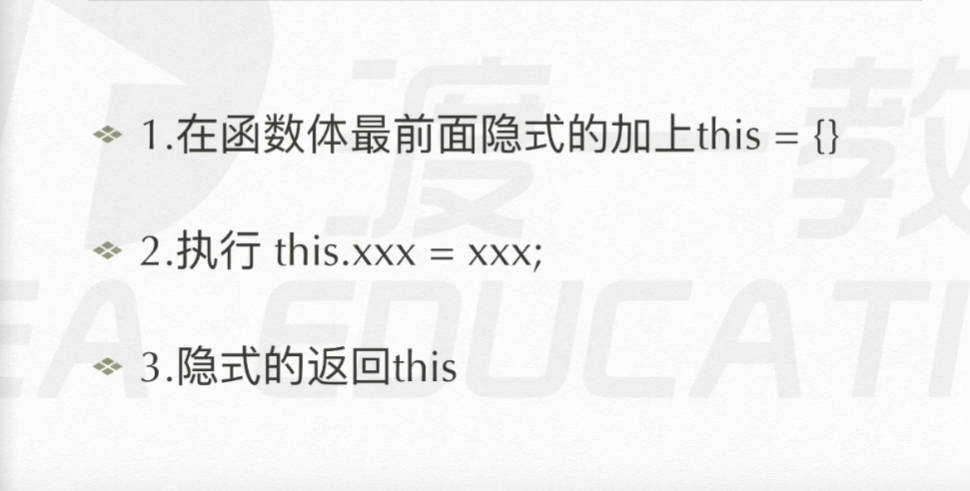 渡 教
1.在函数体最前面隐式的加上this = {}
2.执行 this.xxx = xxx;
EA EDUCATI
3.隐式的返回this